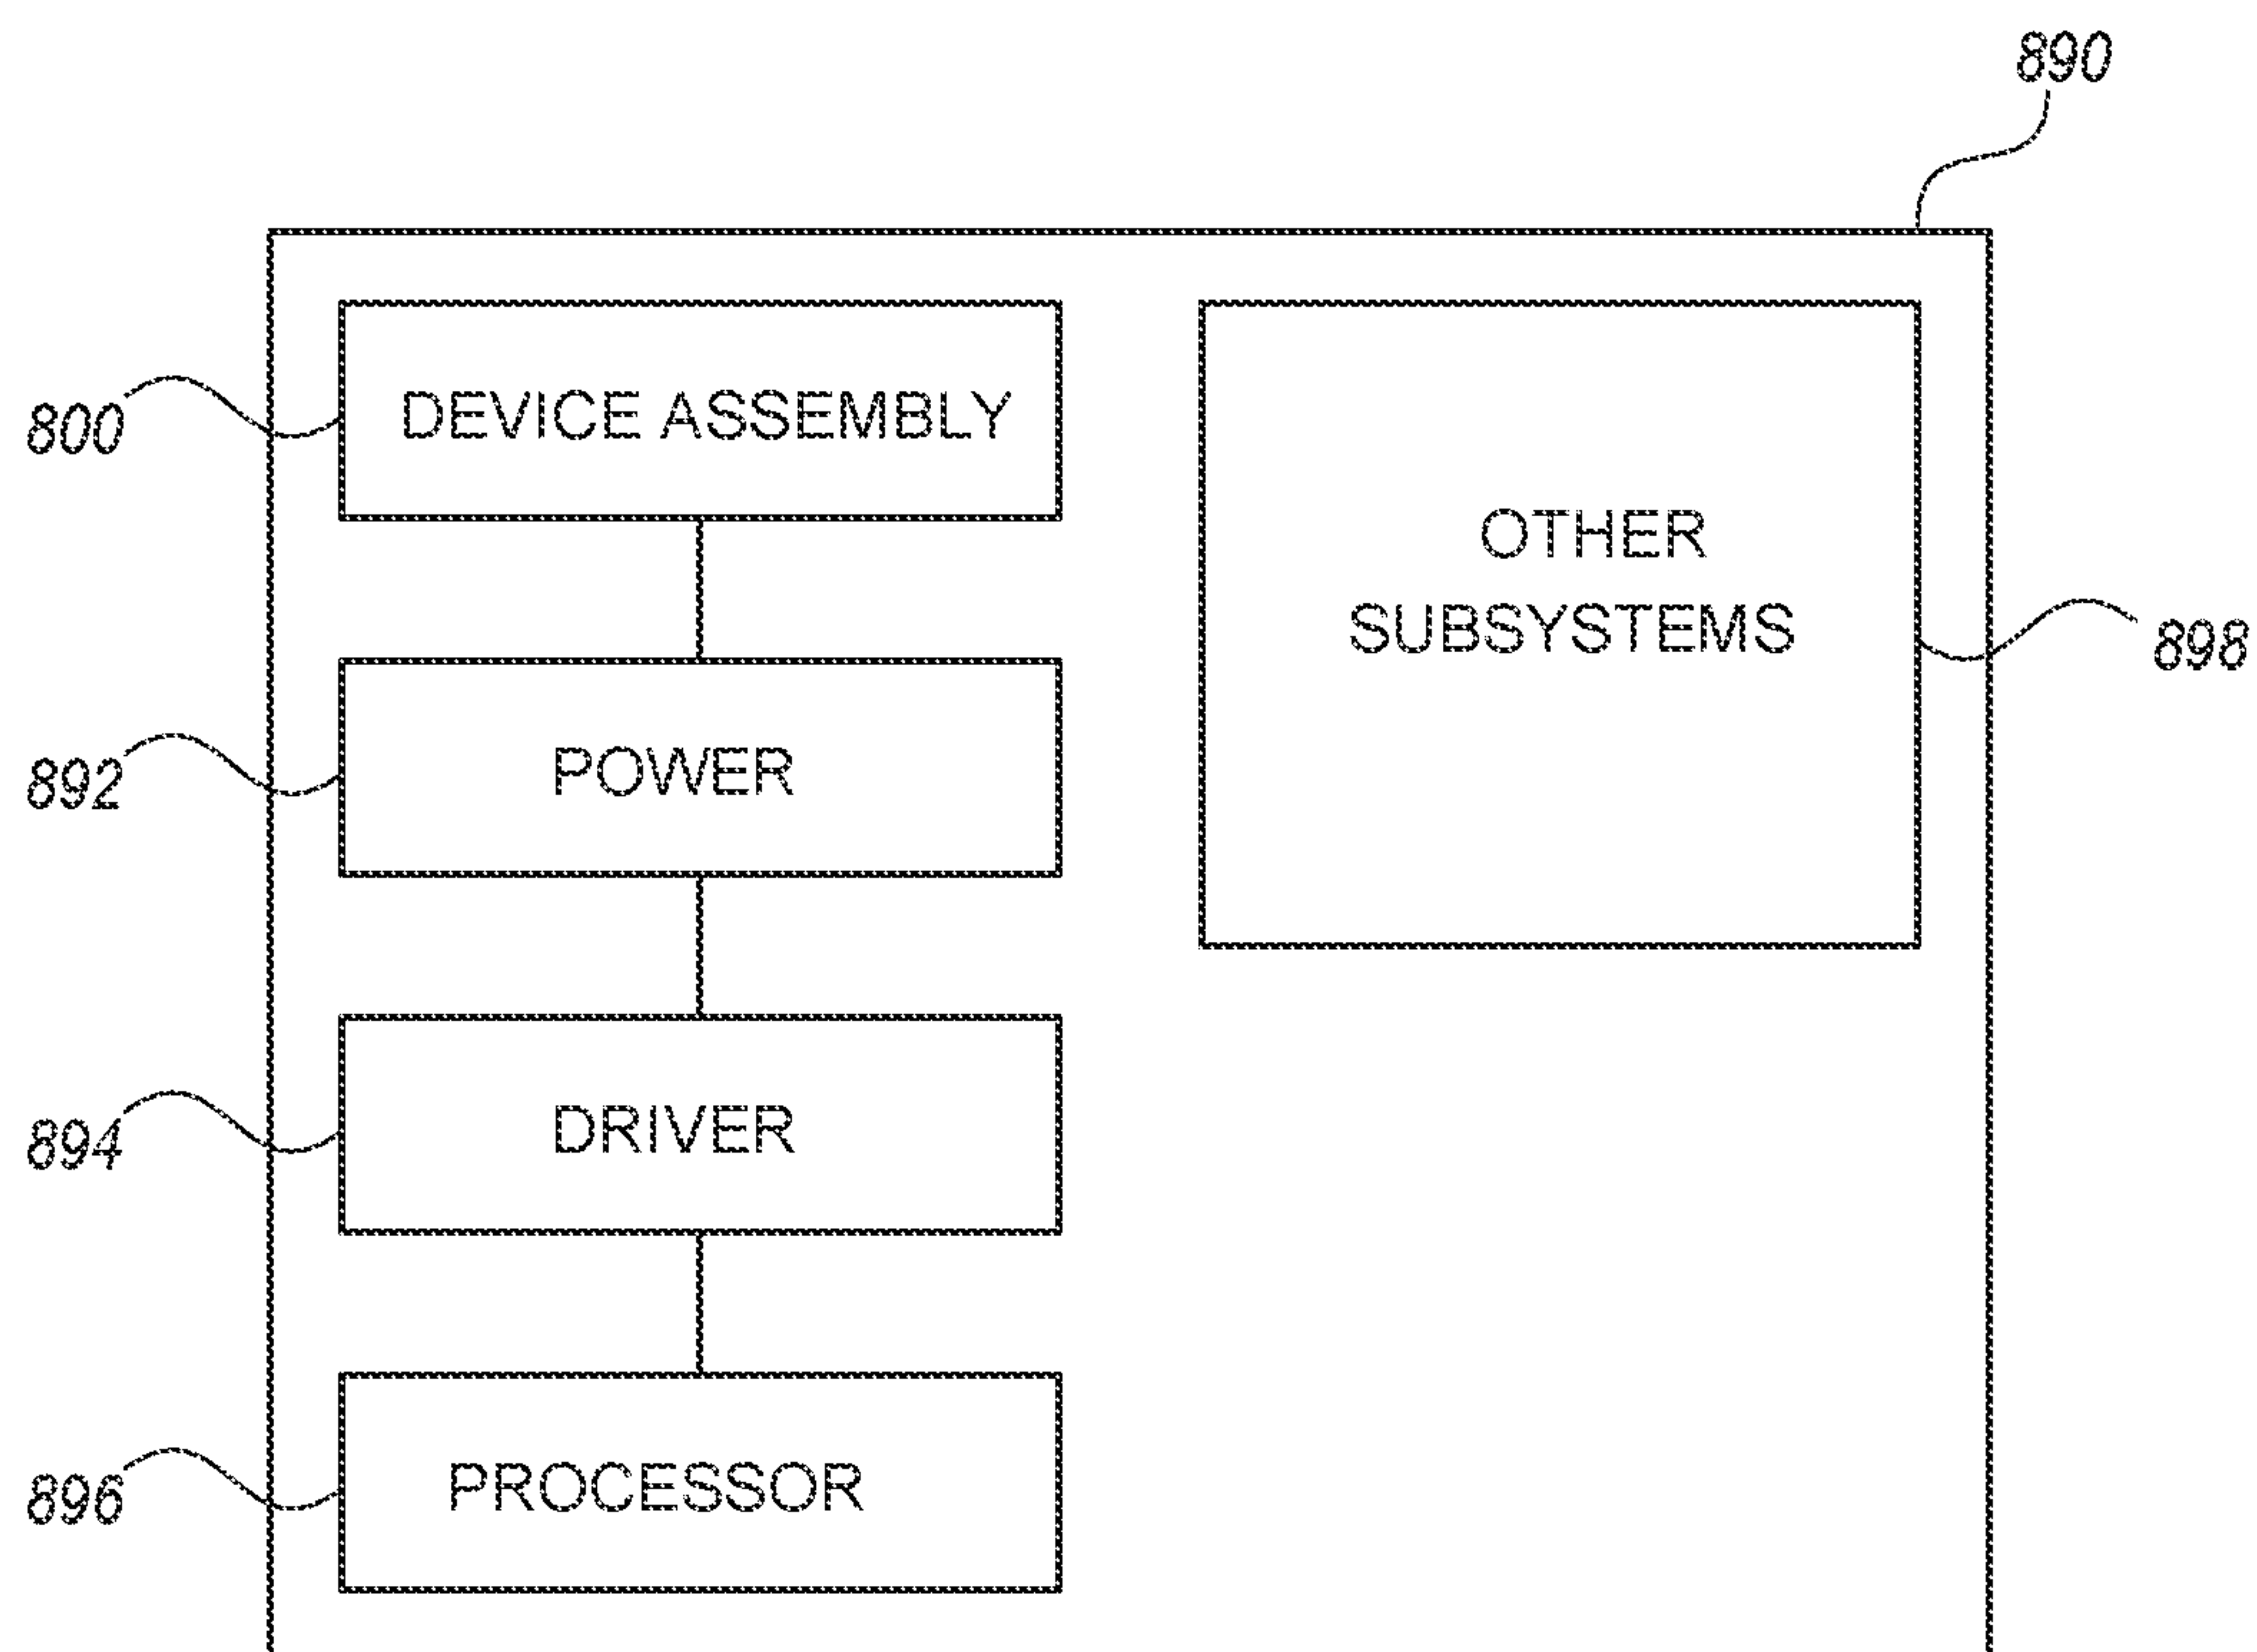 890
800
DEVICE ASSEMBLY
OTHER
SUBSYSTEMS
898
892
POWER
894
DRIVER
896
PROCESSOR